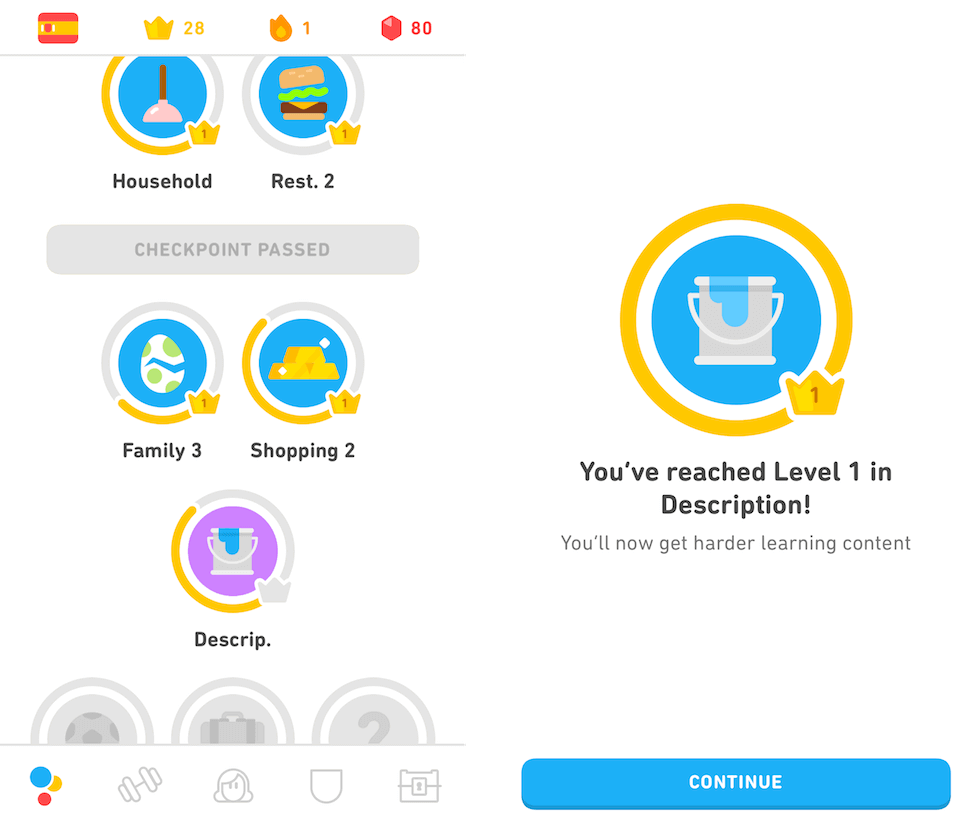 28 1 80
1 1
Household Rest. 2
CHECKPOINT PASSED
1 1
Family 3 Shopping 2
Descrip.
?
1
You’ve reached Level 1 in
Description!
You’ll now get harder learning content
CONTINUE